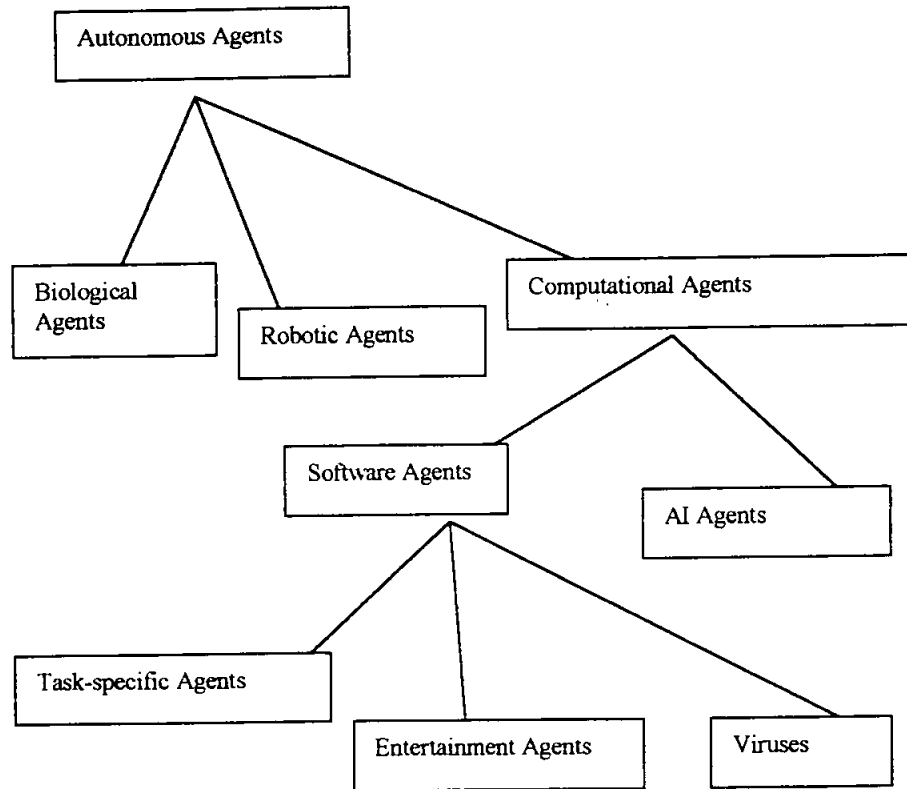 Autonomous Agents
Biological
Agents
Robotic Agents
Computational Agents
Software Agents
AI Agents
Task-specific Agents
Entertainment Agents
Viruses